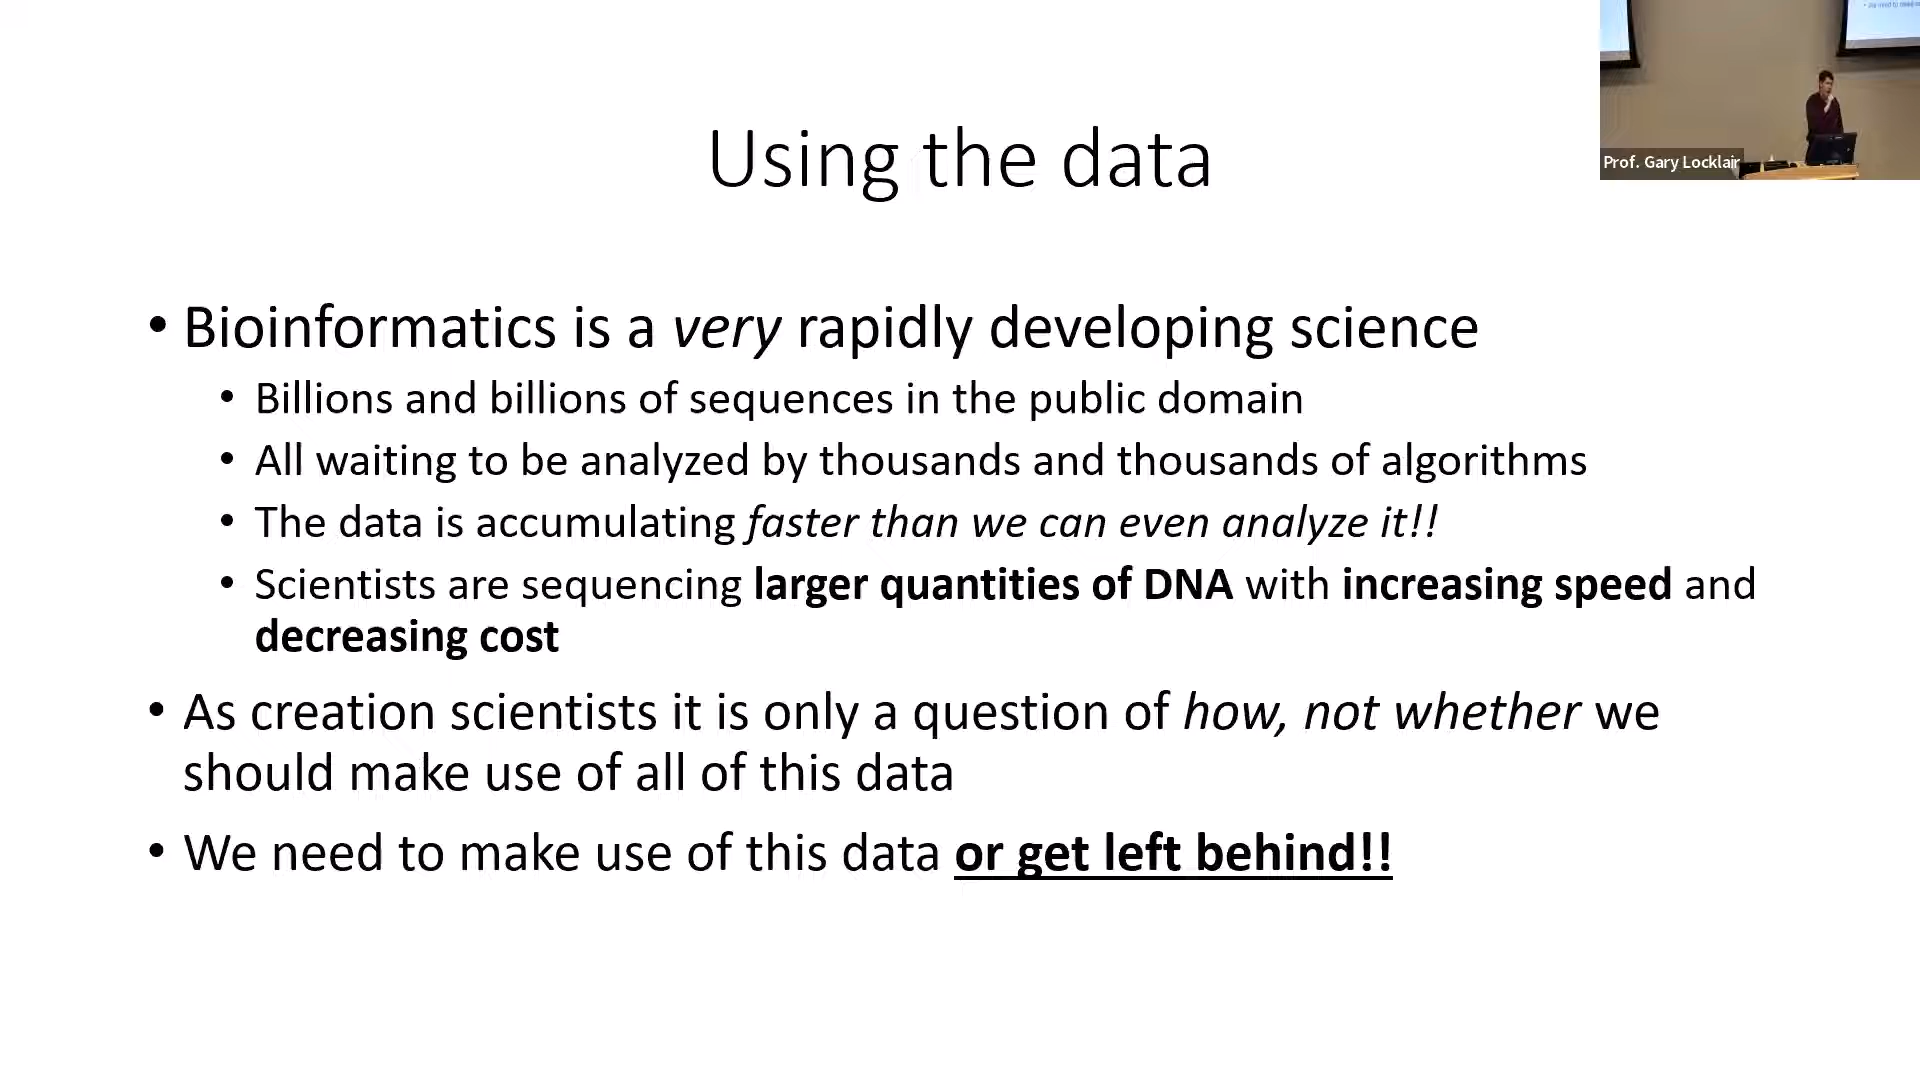 Using the data
• Bioinformatics is a very rapidly developing science
• Billions and billions of sequences in the public domain
• All waiting to be analyzed by thousands and thousands of algorithms
• The data is accumulating faster than we can even analyze it!!
• Scientists are sequencing larger quantities of DNA with increasing speed and
decreasing cost
• As creation scientists it is only a question of how, not whether we
should make use of all of this data
• We need to make use of this data or get left behind!!
Prof. Gary Locklair